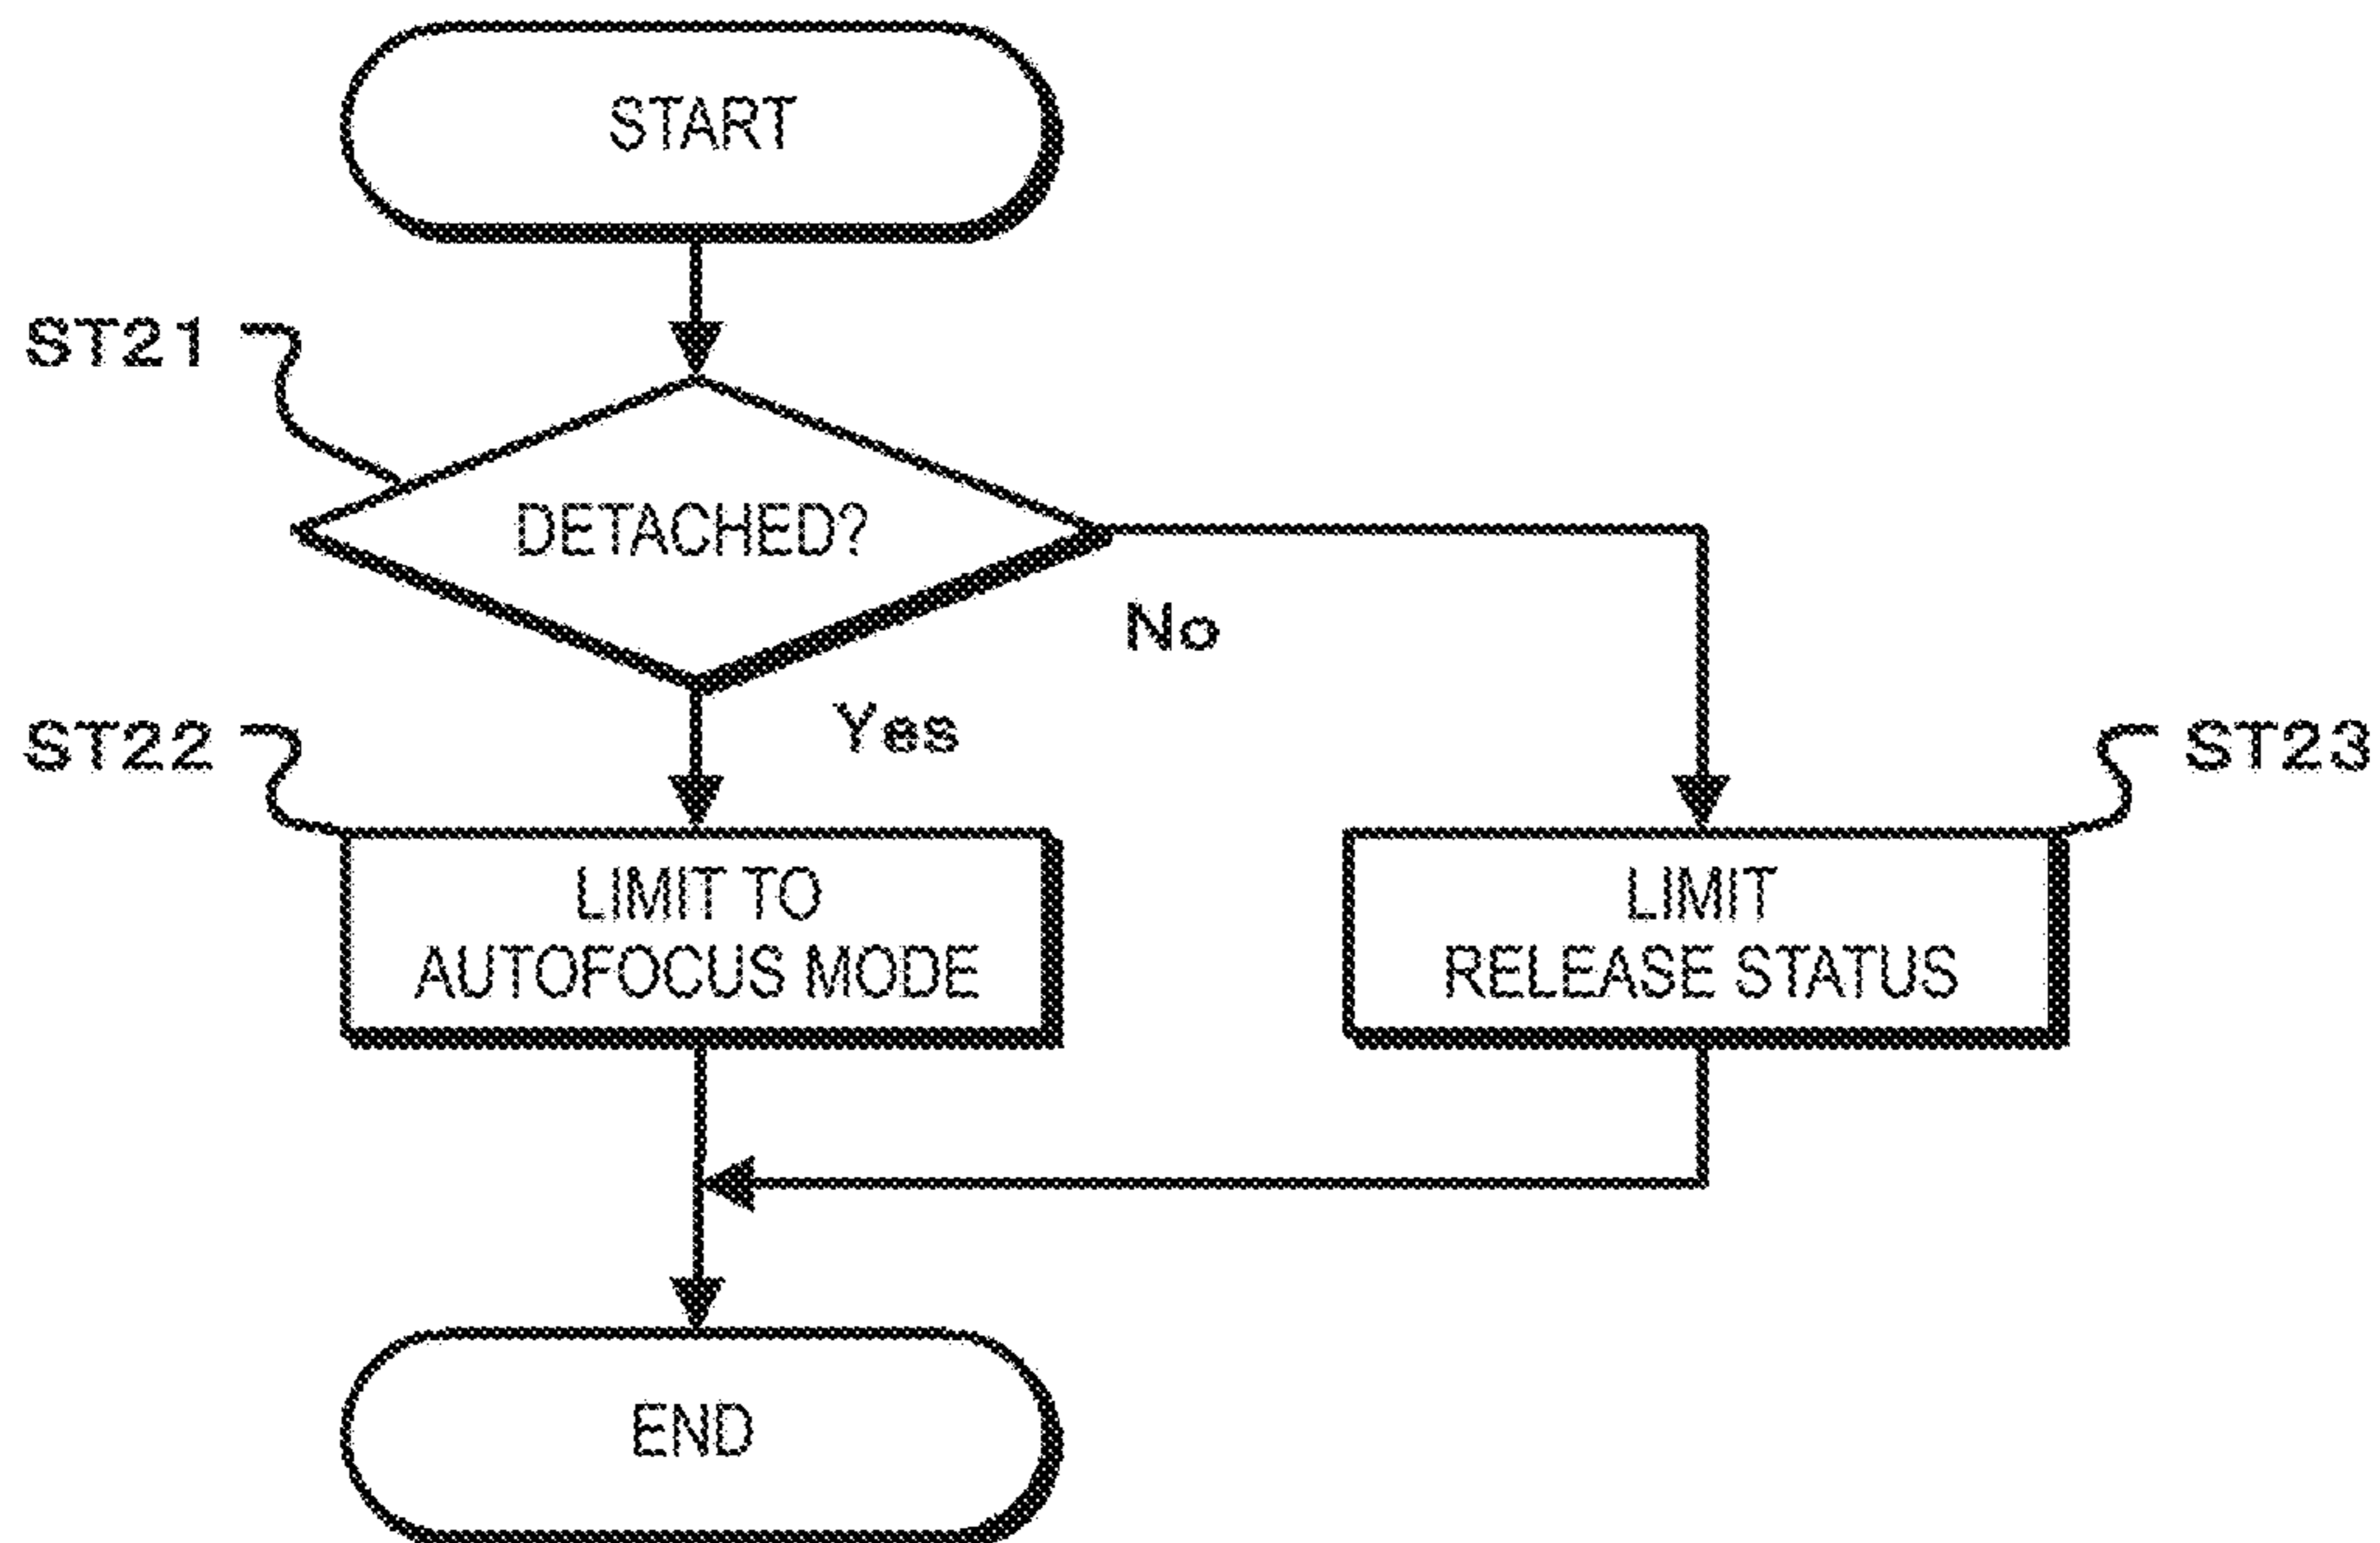 START
ST21
DETACHED?
No
Yes
ST22
ST23
LIMIT TO
AUTOFOCUS MODE
LIMIT
RELEASE STATUS
END